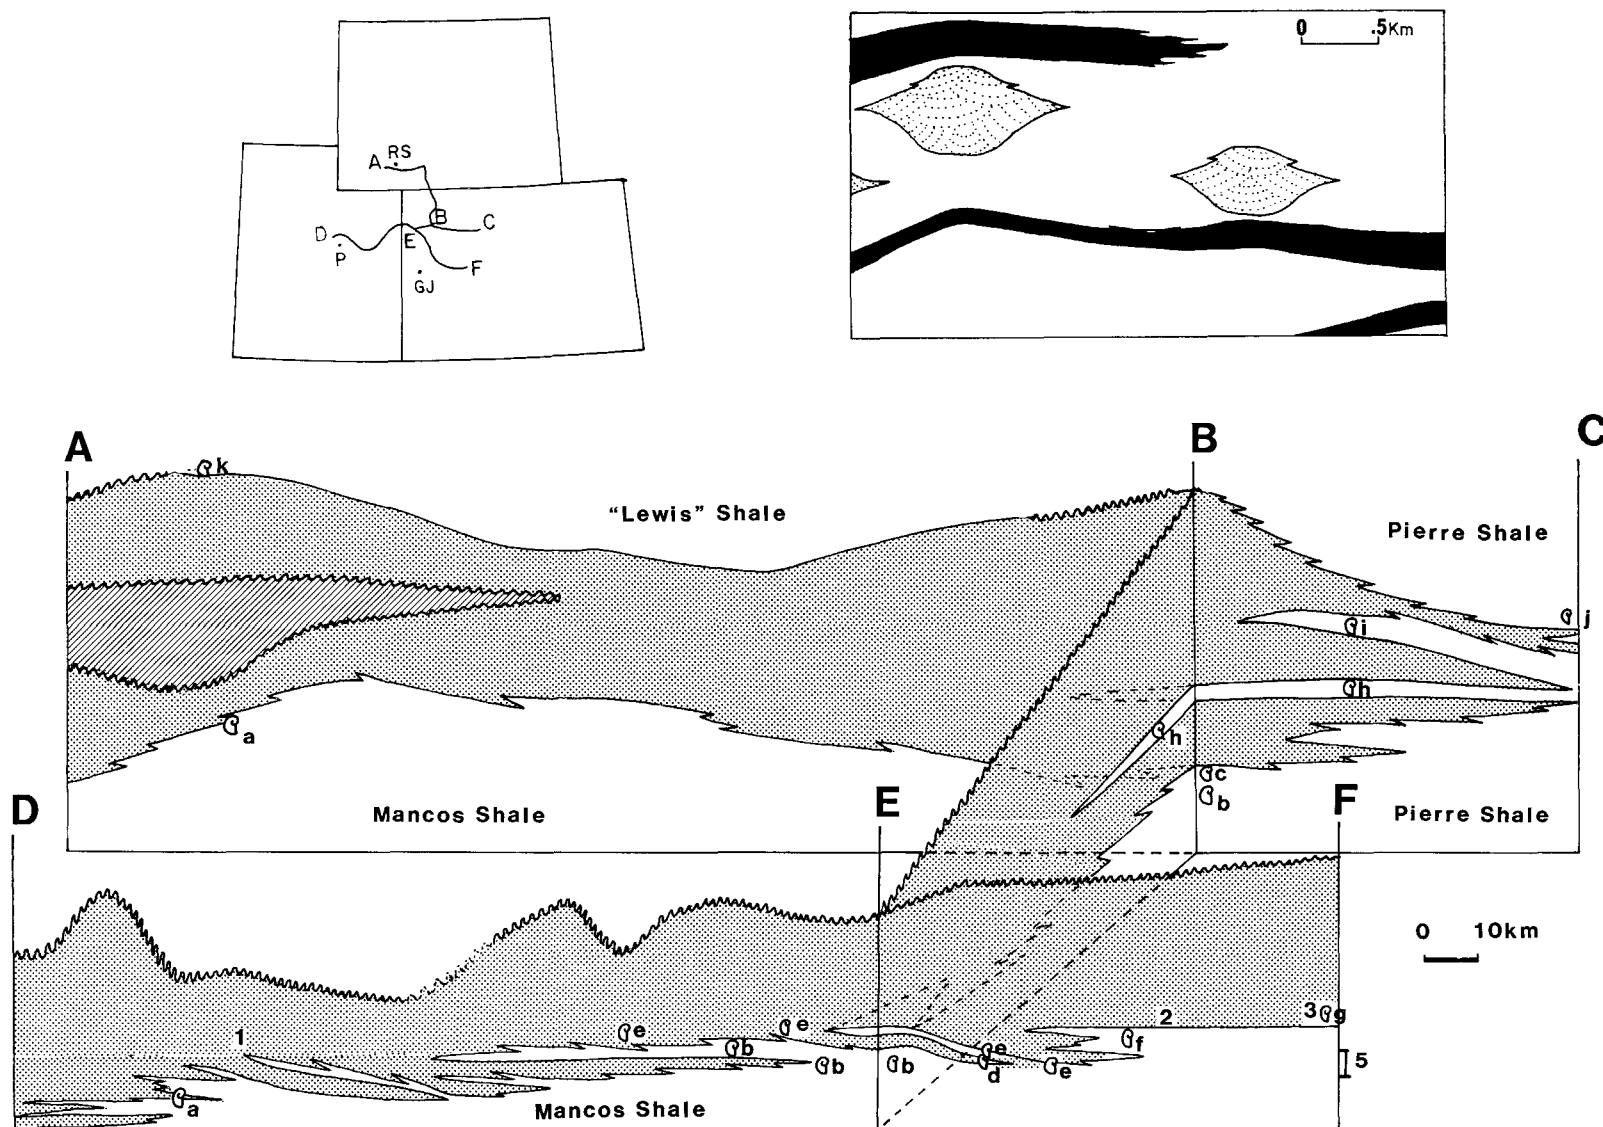 0 .5Km
A RS
B C
D E
P F
GJ
A B C
k
"Lewis" Shale
Pierre Shale
j
i
h
a h
c
b
D Mancos Shale E F Pierre Shale
0 10km
3 g
1 e e 2
b f
b b e 5
d e
a
Mancos Shale